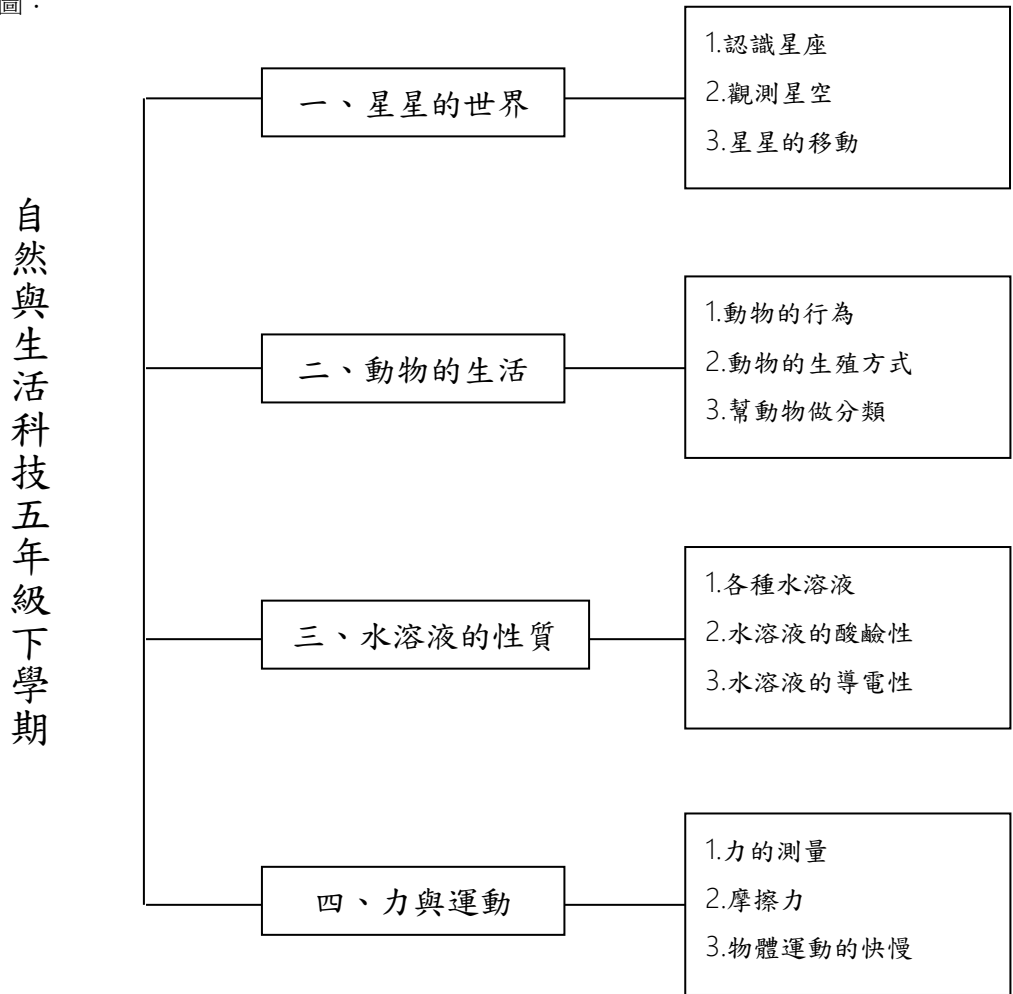 圖：
自然與生活科技五年級下學期
一、星星的世界
1.認識星座
2.觀測星空
3.星星的移動
二、動物的生活
1.動物的行為
2.動物的生殖方式
3.幫動物做分類
三、水溶液的性質
1.各種水溶液
2.水溶液的酸鹼性
3.水溶液的導電性
四、力與運動
1.力的測量
2.摩擦力
3.物體運動的快慢